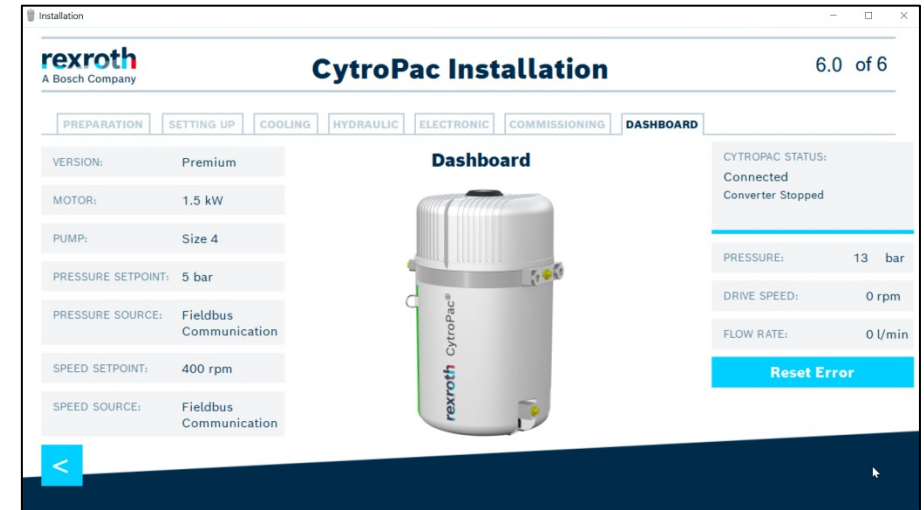 Installation
rexroth
A Bosch Company
CytroPac Installation
6.0 of 6
PREPARATION SETTING UP COOLING HYDRAULIC ELECTRONIC COMMISSIONING DASHBOARD
VERSION: Premium
MOTOR: 1.5 kW
PUMP: Size 4
PRESSURE SETPOINT: 5 bar
PRESSURE SOURCE: Fieldbus
Communication
SPEED SETPOINT: 400 rpm
SPEED SOURCE: Fieldbus
Communication
<
Dashboard
rexroth CytroPac®
CYTROPAC STATUS:
Connected
Converter Stopped
PRESSURE: 13 bar
DRIVE SPEED: 0 rpm
FLOW RATE: 0 l/min
Reset Error